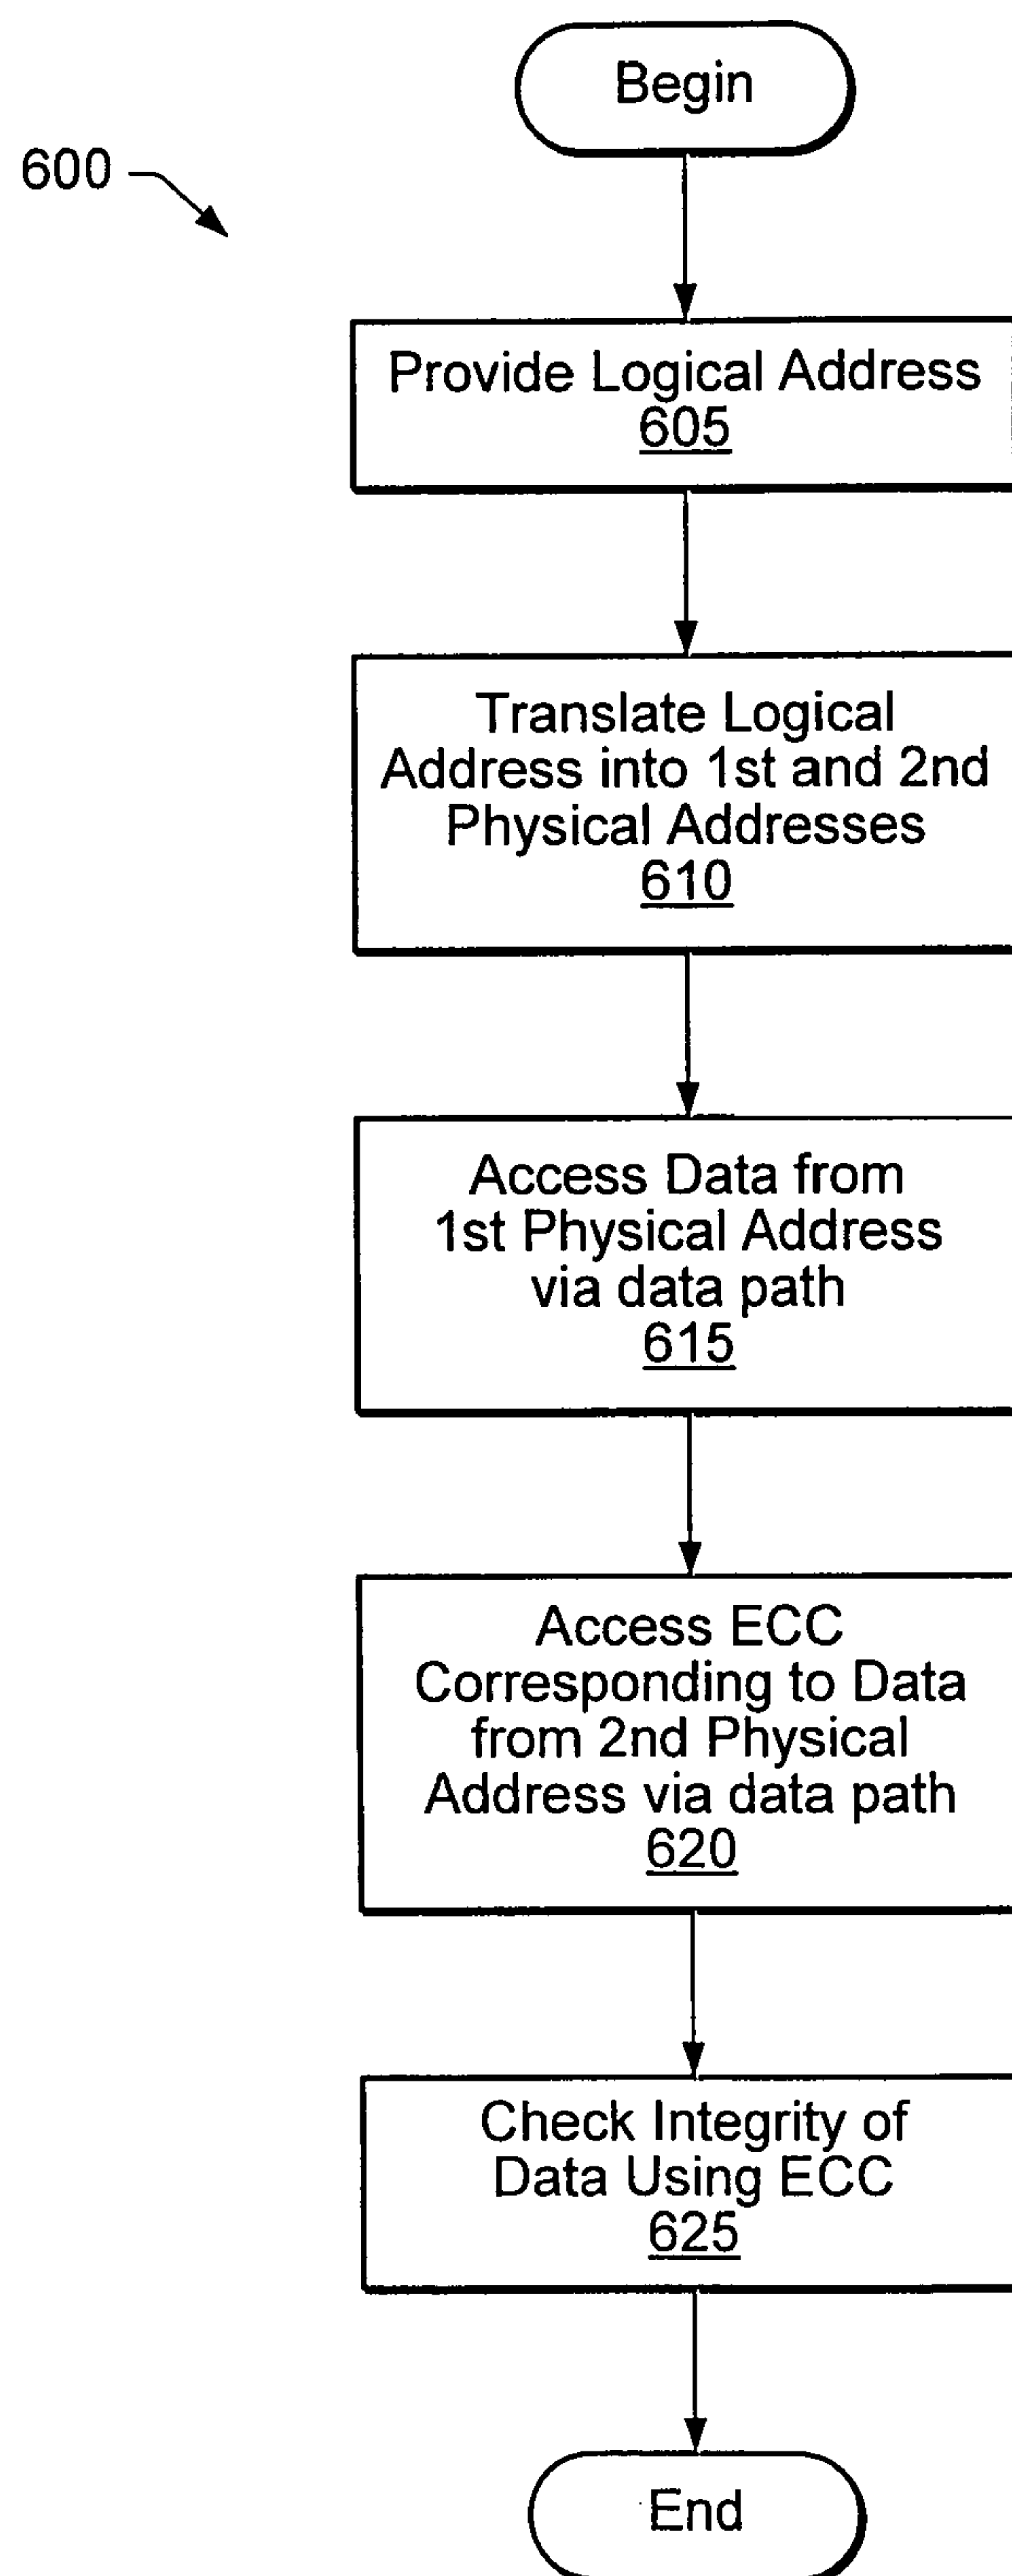 Begin
600
Provide Logical Address
605
Translate Logical
Address into 1st and 2nd
Physical Addresses
610
Access Data from
1st Physical Address
via data path
615
Access ECC
Corresponding to Data
from 2nd Physical
Address via data path
620
Check Integrity of
Data Using ECC
625
End